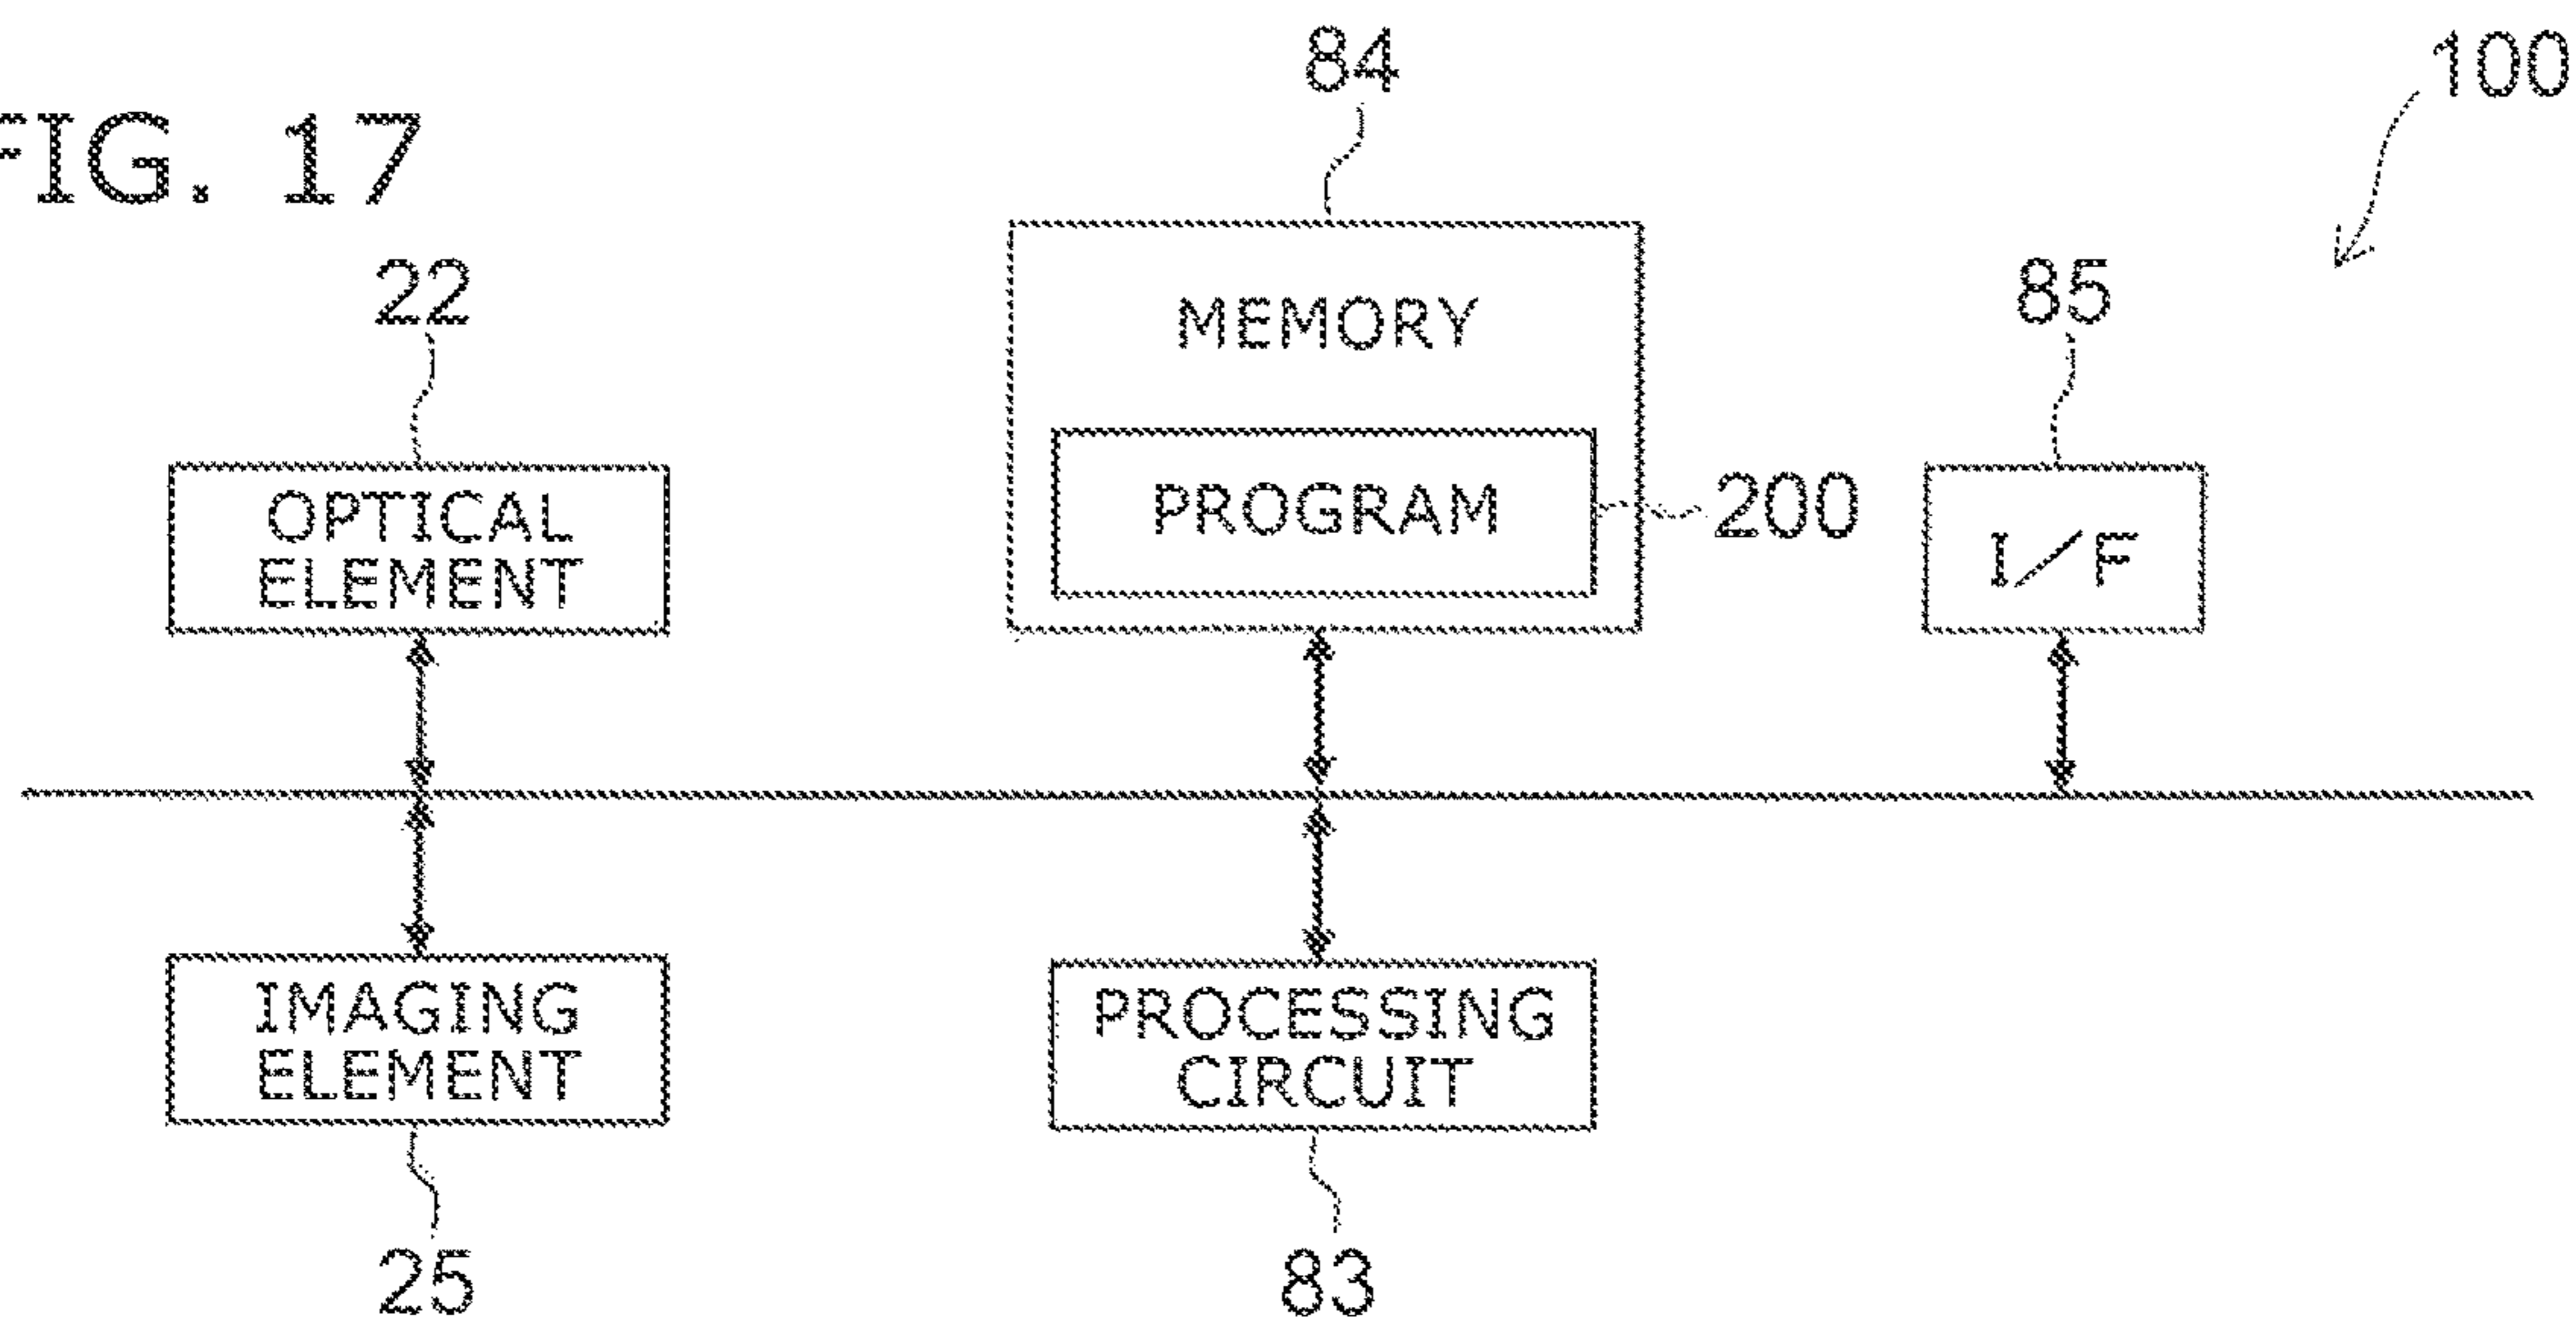 FIG. 17
84
100
22
85
MEMORY
OPTICAL
ELEMENT
PROGRAM
200
I/F
IMAGING
ELEMENT
PROCESSING
CIRCUIT
25
83